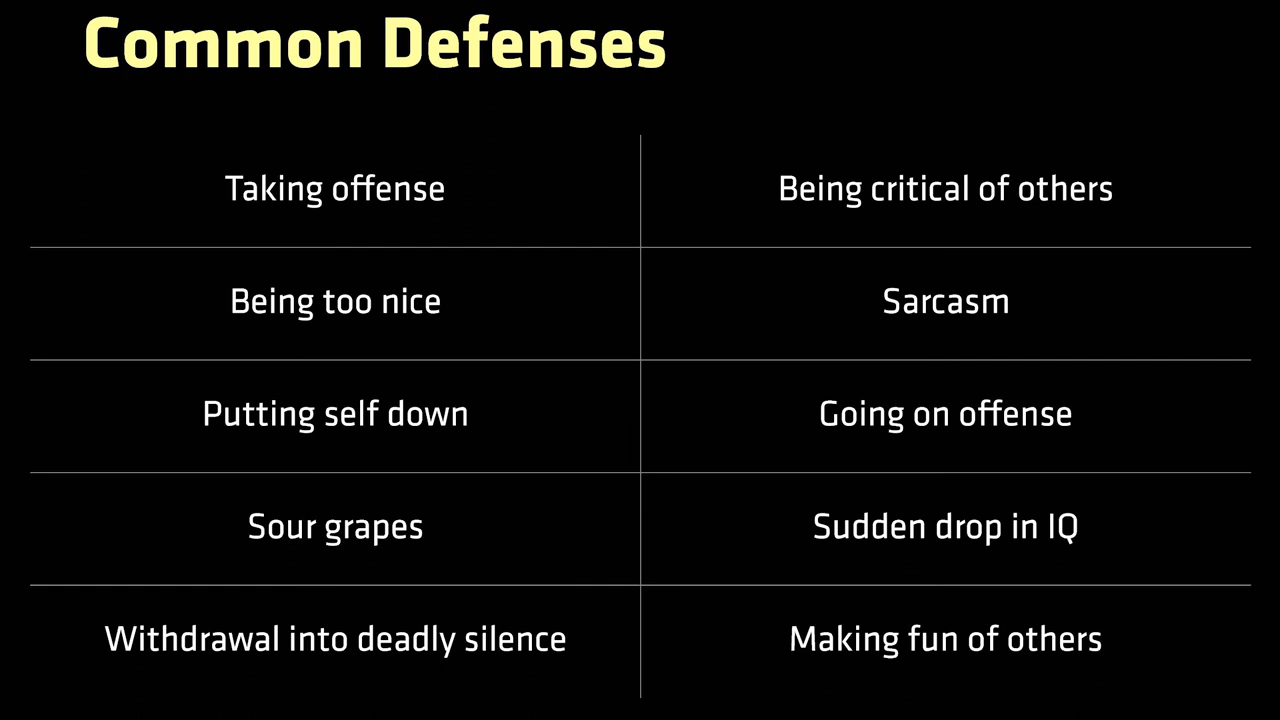 Common Defenses
Taking offense
Being critical of others
Being too nice
Sarcasm
Putting self down
Going on offense
Sour grapes
Sudden drop in IQ
Withdrawal into deadly silence
Making fun of others